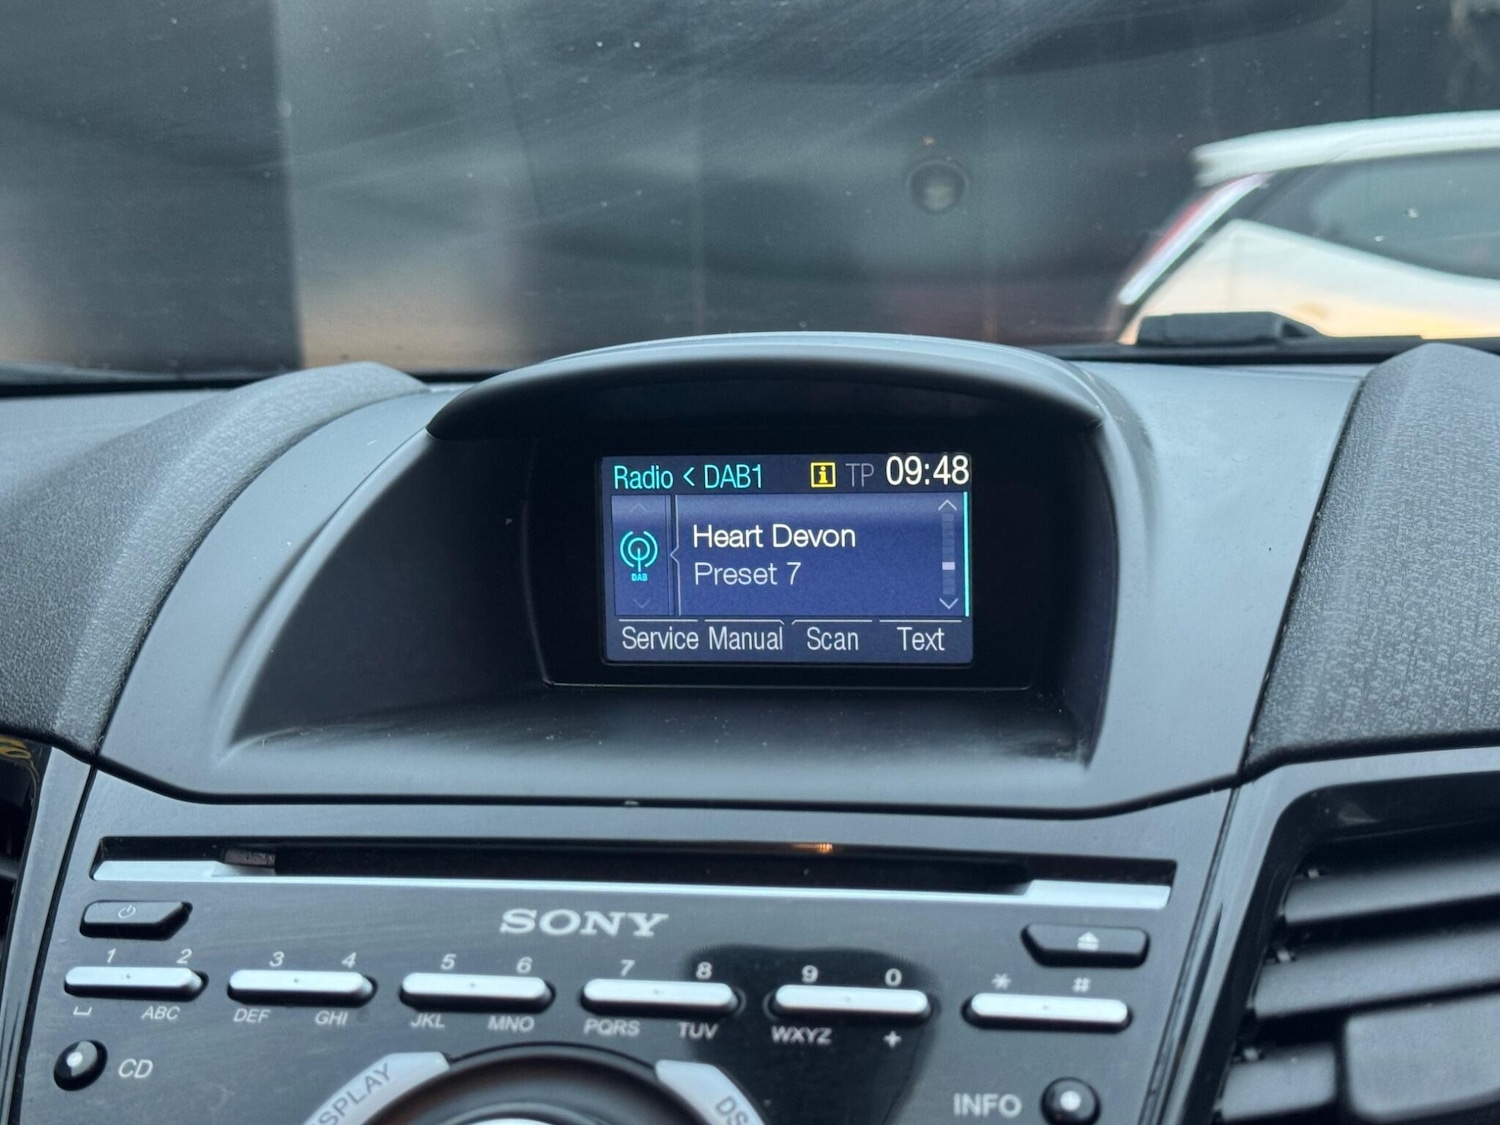 Radio < DAB1 i TP 09:48
DAB
Heart Devon
Preset 7
Service Manual Scan Text
SONY
1 2 3 4 5 6 7 8 9 0 * #
ABC DEF GHI JKL MNO PQRS TUV WXYZ +
CD
DISPLAY
INFO